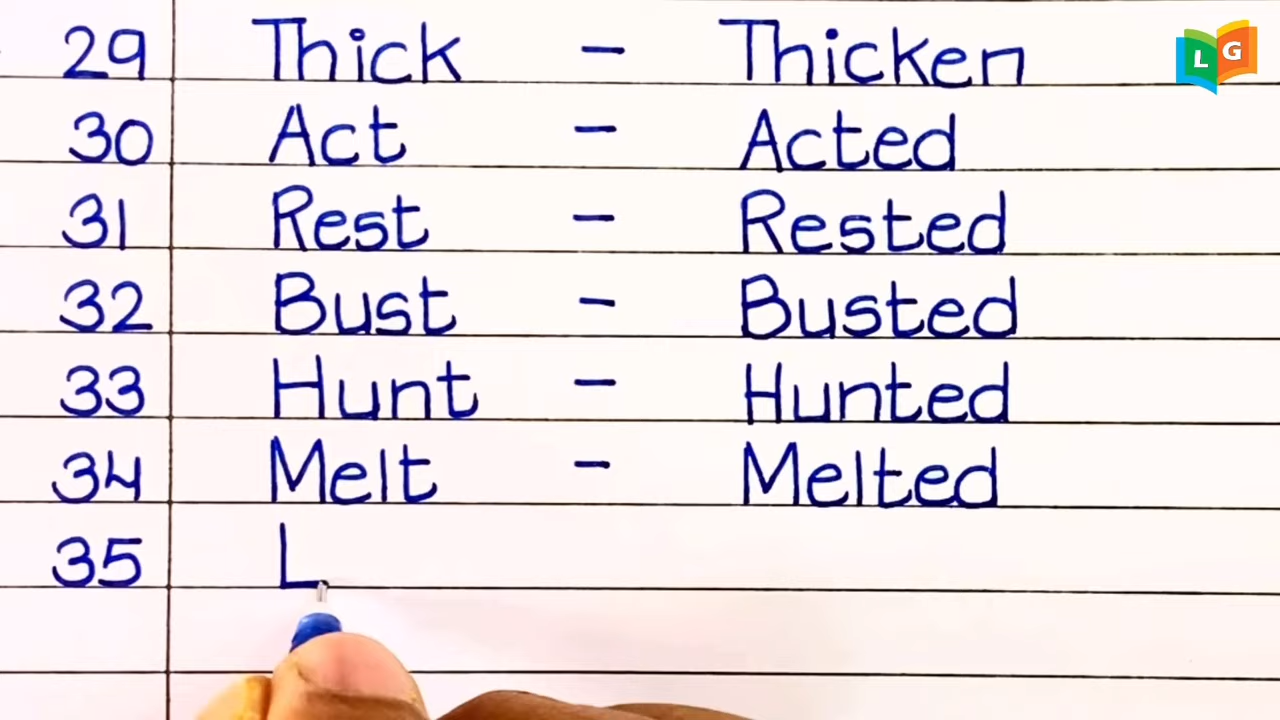 L G
29 Thick - Thicken
30 Act - Acted
31 Rest - Rested
32 Bust - Busted
33 Hunt - Hunted
34 Melt - Melted
35 L